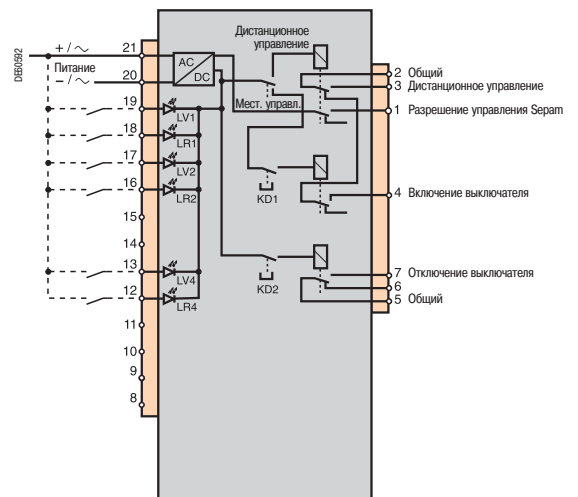 DE60592
+ / ∼
Питание
− / ∼
21
20
19
18
17
16
15
14
13
12
11
10
9
8
AC
DC
LV1
LR1
LV2
LR2
LV4
LR4
Дистанционное
управление
Мест. управл.
KD1
KD2
2 Общий
3 Дистанционное управление
1 Разрешение управления Sepam
4 Включение выключателя
7 Отключение выключателя
6
5 Общий